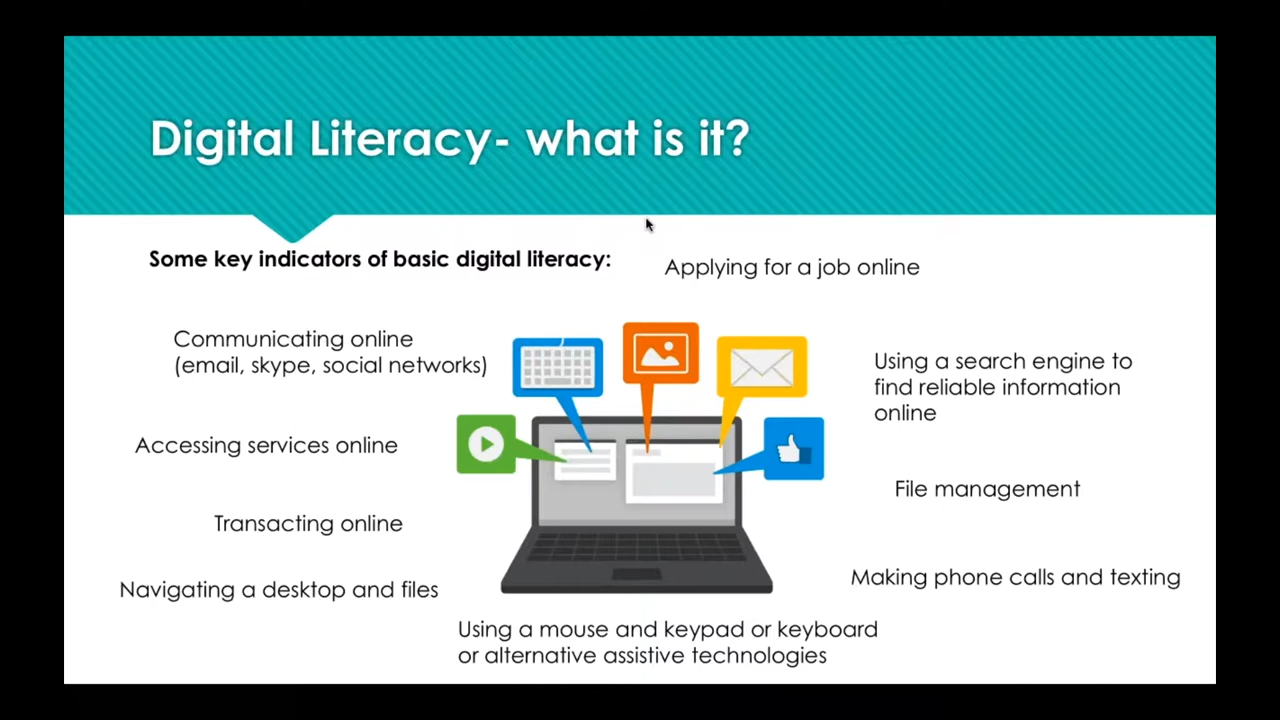 Digital Literacy- what is it?
Some key indicators of basic digital literacy:
Applying for a job online
Communicating online
(email, skype, social networks)
Using a search engine to
find reliable information
online
Accessing services online
File management
Transacting online
Making phone calls and texting
Navigating a desktop and files
Using a mouse and keypad or keyboard
or alternative assistive technologies